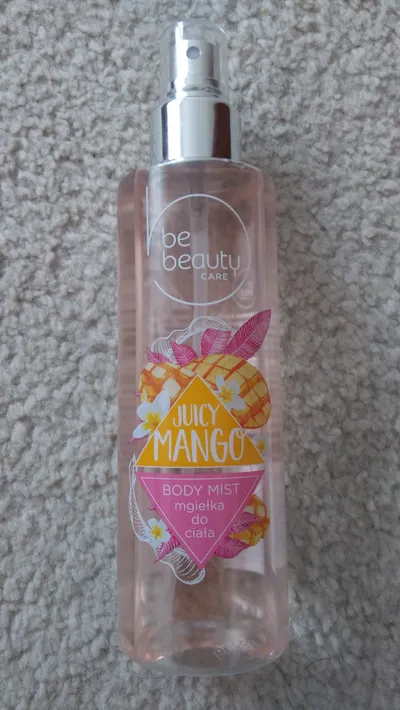 be
beauty
CARE
JUICY
MANGO
BODY MIST
mgiełka
do
ciała